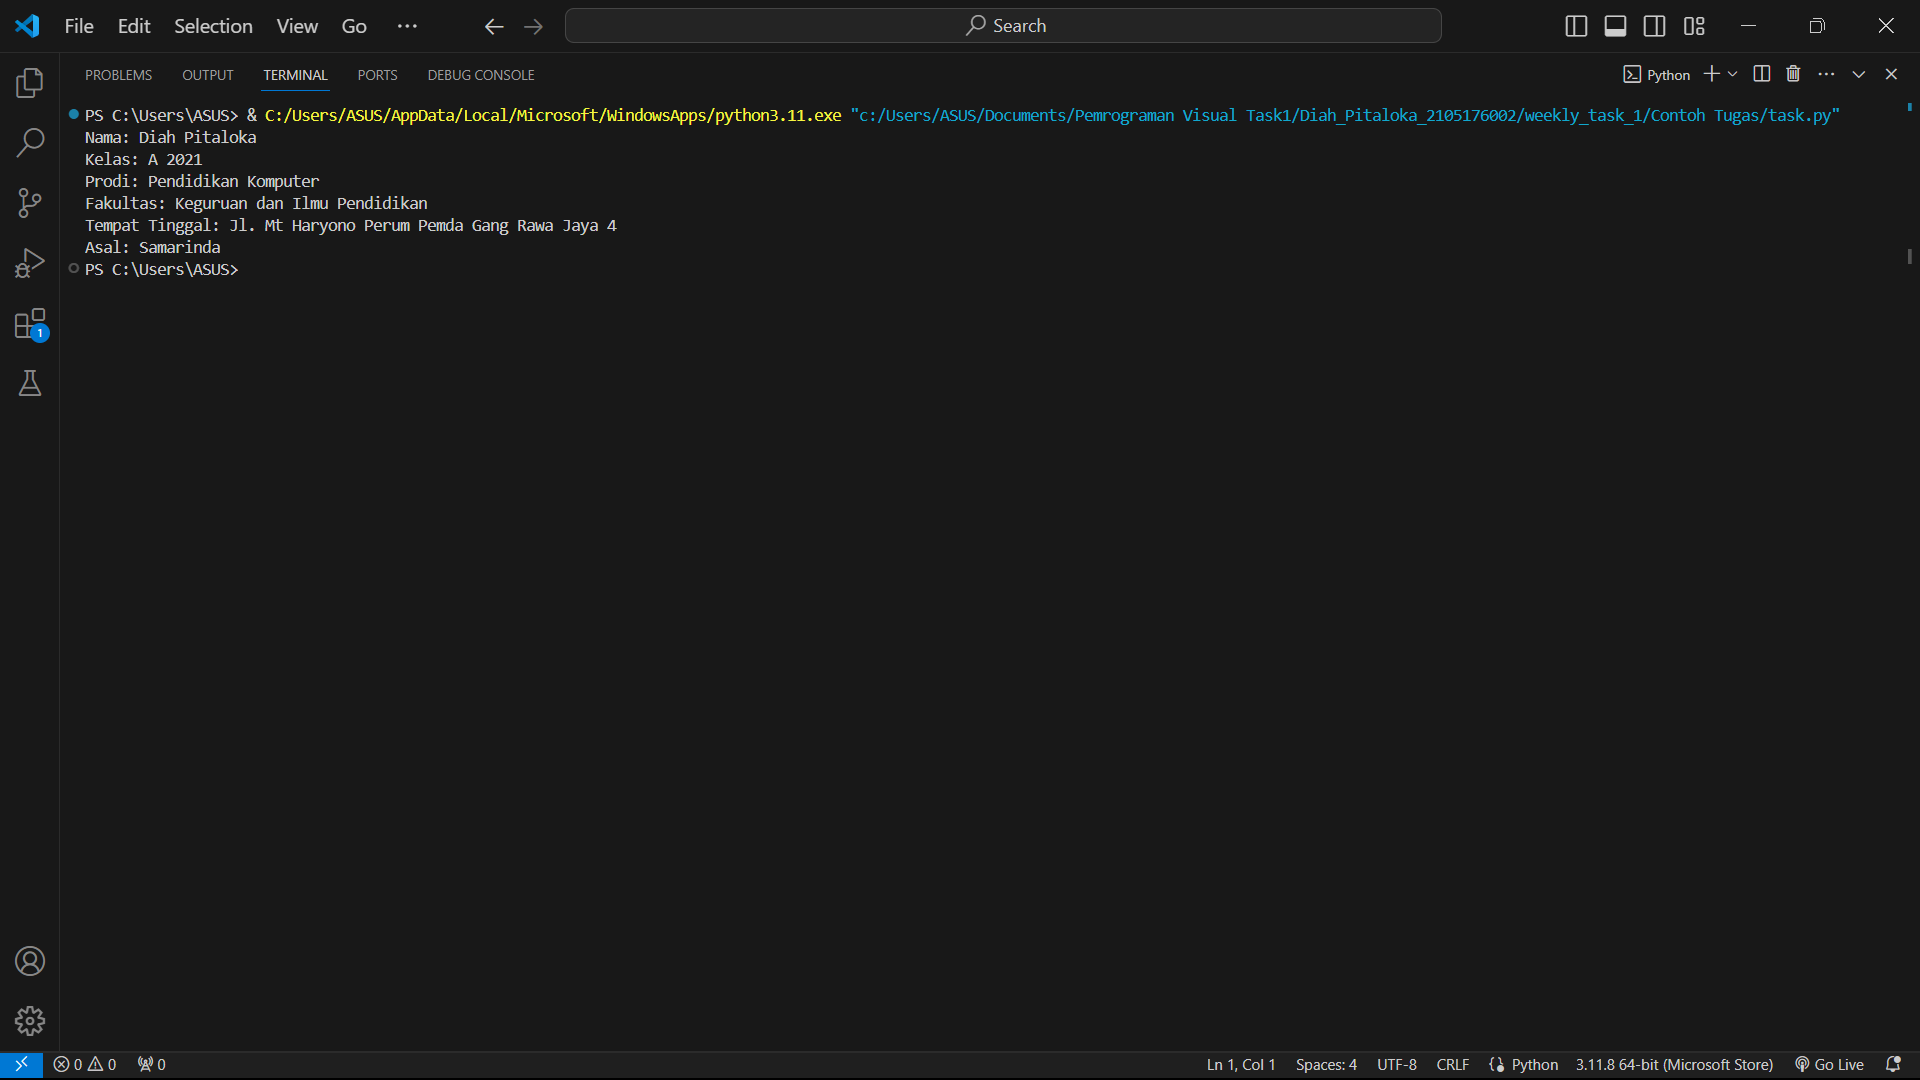 File Edit Selection View Go ··· Search
PROBLEMS OUTPUT TERMINAL PORTS DEBUG CONSOLE Python
PS C:\Users\ASUS> & C:/Users/ASUS/AppData/Local/Microsoft/WindowsApps/python3.11.exe "c:/Users/ASUS/Documents/Pemrograman Visual Task1/Diah_Pitaloka_2105176002/weekly_task_1/Contoh Tugas/task.py"
Nama: Diah Pitaloka
Kelas: A 2021
Prodi: Pendidikan Komputer
Fakultas: Keguruan dan Ilmu Pendidikan
Tempat Tinggal: Jl. Mt Haryono Perum Pemda Gang Rawa Jaya 4
Asal: Samarinda
PS C:\Users\ASUS>
1
0 0 0 Ln 1, Col 1 Spaces: 4 UTF-8 CRLF Python 3.11.8 64-bit (Microsoft Store) Go Live